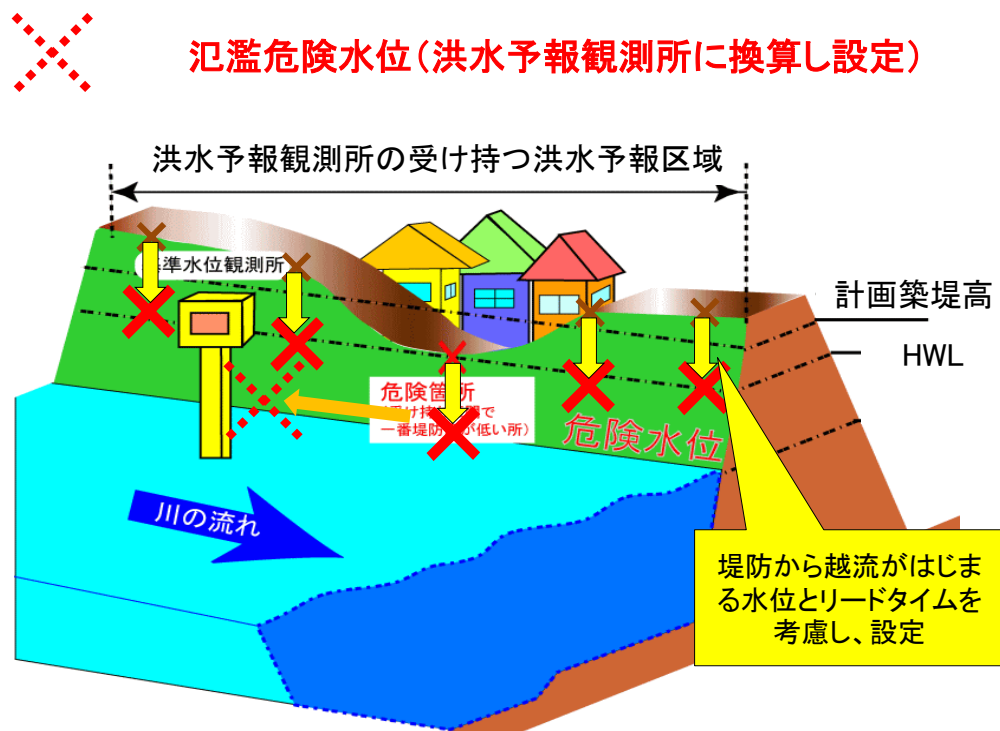 氾濫危険水位(洪水予報観測所に換算し設定)
洪水予報観測所の受け持つ洪水予報区域
準水位観測所
計画築堤高
HWL
危険箇所
一番堤防
が低い所)
危険水位
川の流れ
堤防から越流がはじま
る水位とリードタイムを
考慮し、設定